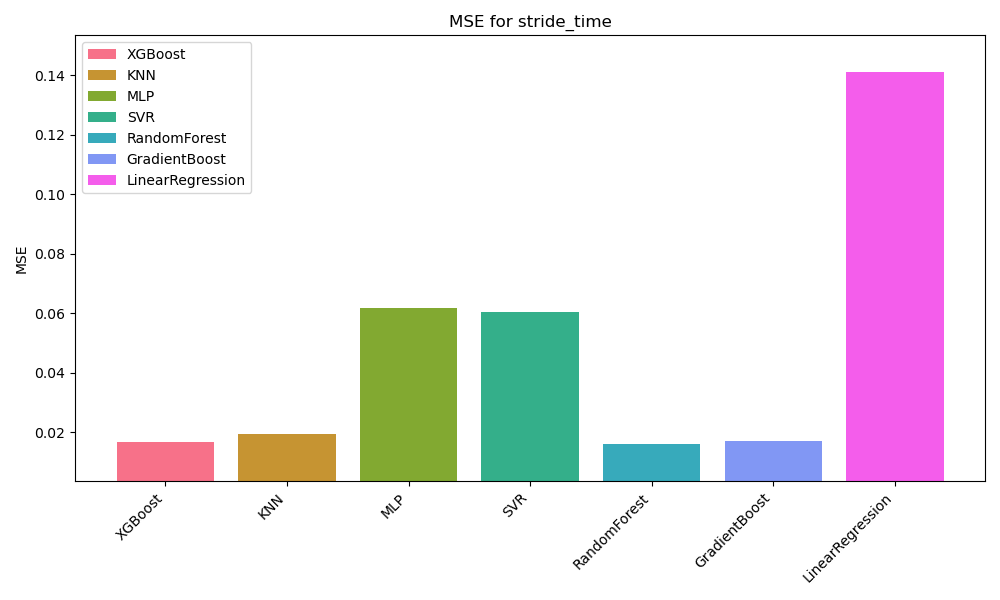 MSE for stride_time
XGBoost
KNN
MLP
SVR
RandomForest
GradientBoost
LinearRegression
MSE
0.14
0.12
0.10
0.08
0.06
0.04
0.02
XGBoost
KNN
MLP
SVR
RandomForest
GradientBoost
LinearRegression